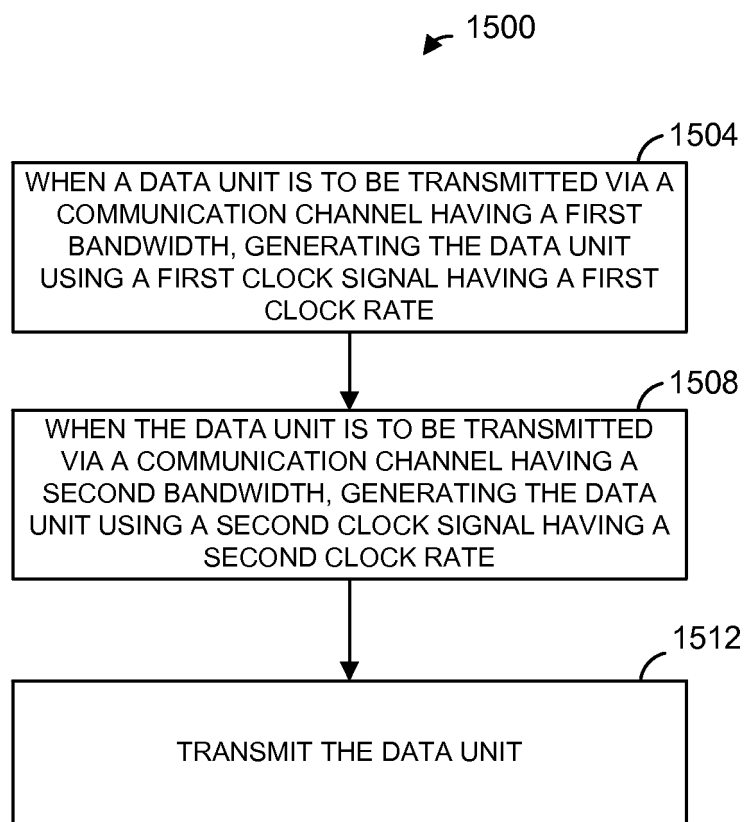 1500
1504
WHEN A DATA UNIT IS TO BE TRANSMITTED VIA A
COMMUNICATION CHANNEL HAVING A FIRST
BANDWIDTH, GENERATING THE DATA UNIT
USING A FIRST CLOCK SIGNAL HAVING A FIRST
CLOCK RATE
1508
WHEN THE DATA UNIT IS TO BE TRANSMITTED
VIA A COMMUNICATION CHANNEL HAVING A
SECOND BANDWIDTH, GENERATING THE DATA
UNIT USING A SECOND CLOCK SIGNAL HAVING A
SECOND CLOCK RATE
1512
TRANSMIT THE DATA UNIT